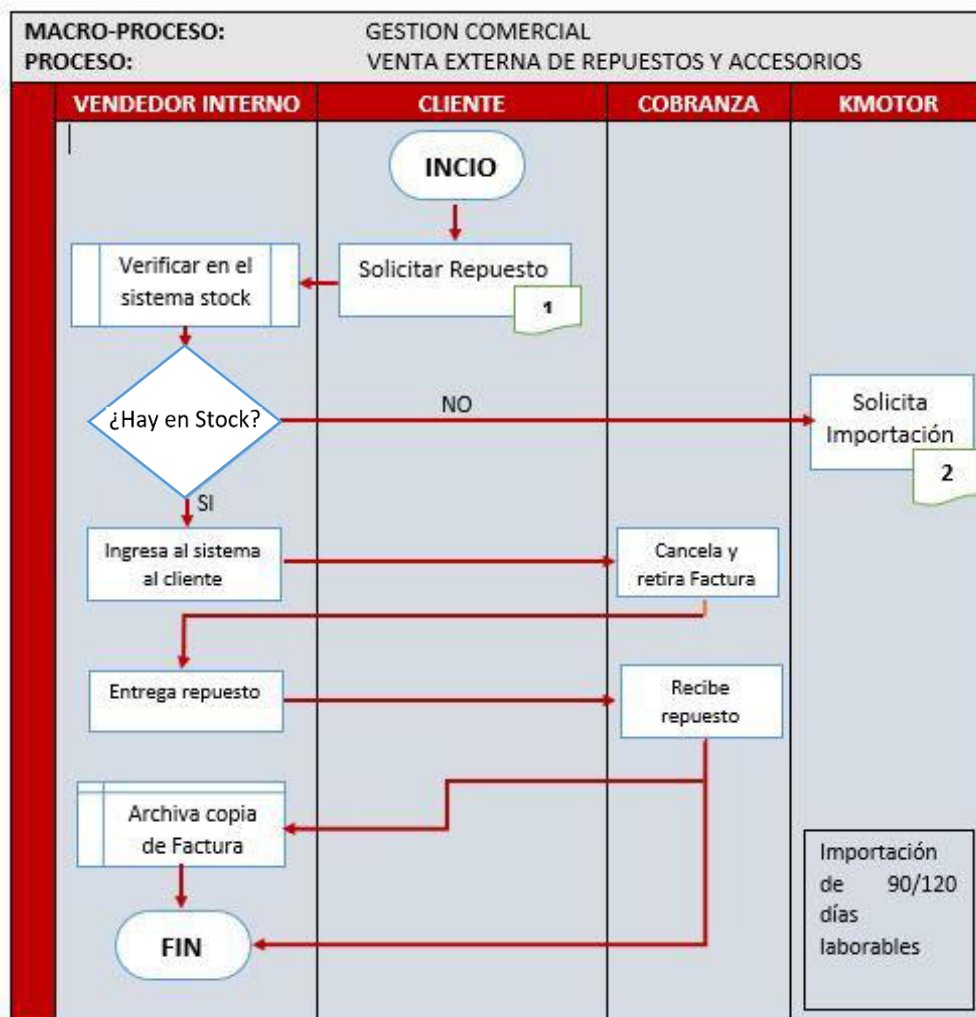 MACRO-PROCESO: GESTION COMERCIAL
PROCESO: VENTA EXTERNA DE REPUESTOS Y ACCESORIOS
VENDEDOR INTERNO CLIENTE COBRANZA KMOTOR
INCIO
Solicitar Repuesto
1
Verificar en el
sistema stock
¿Hay en Stock?
NO
Solicita
Importación
2
SI
Ingresa al sistema
al cliente
Cancela y
retira Factura
Entrega repuesto
Recibe
repuesto
Archiva copia
de Factura
FIN
Importación
de 90/120
días
laborables